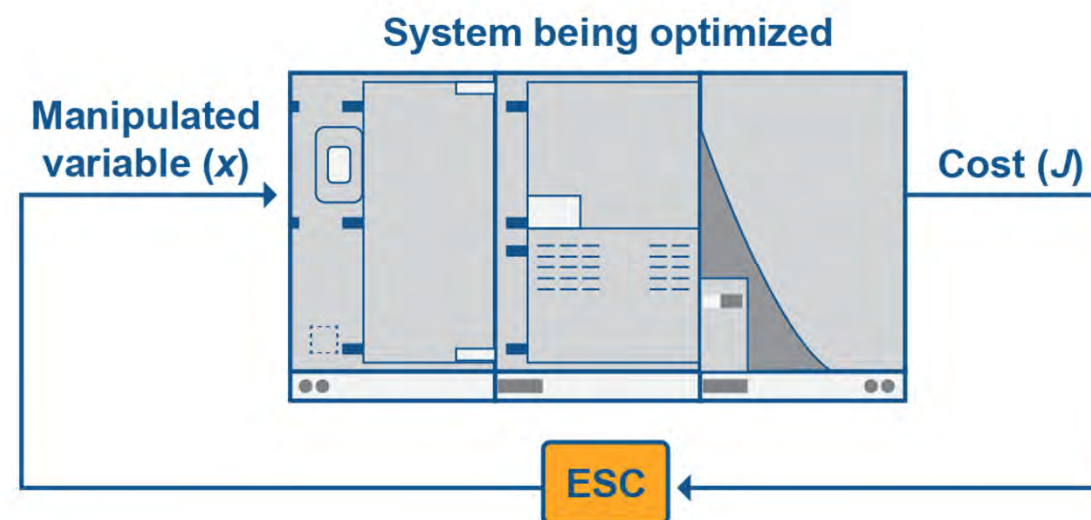 System being optimized
Manipulated
variable (x)
Cost (J)
ESC